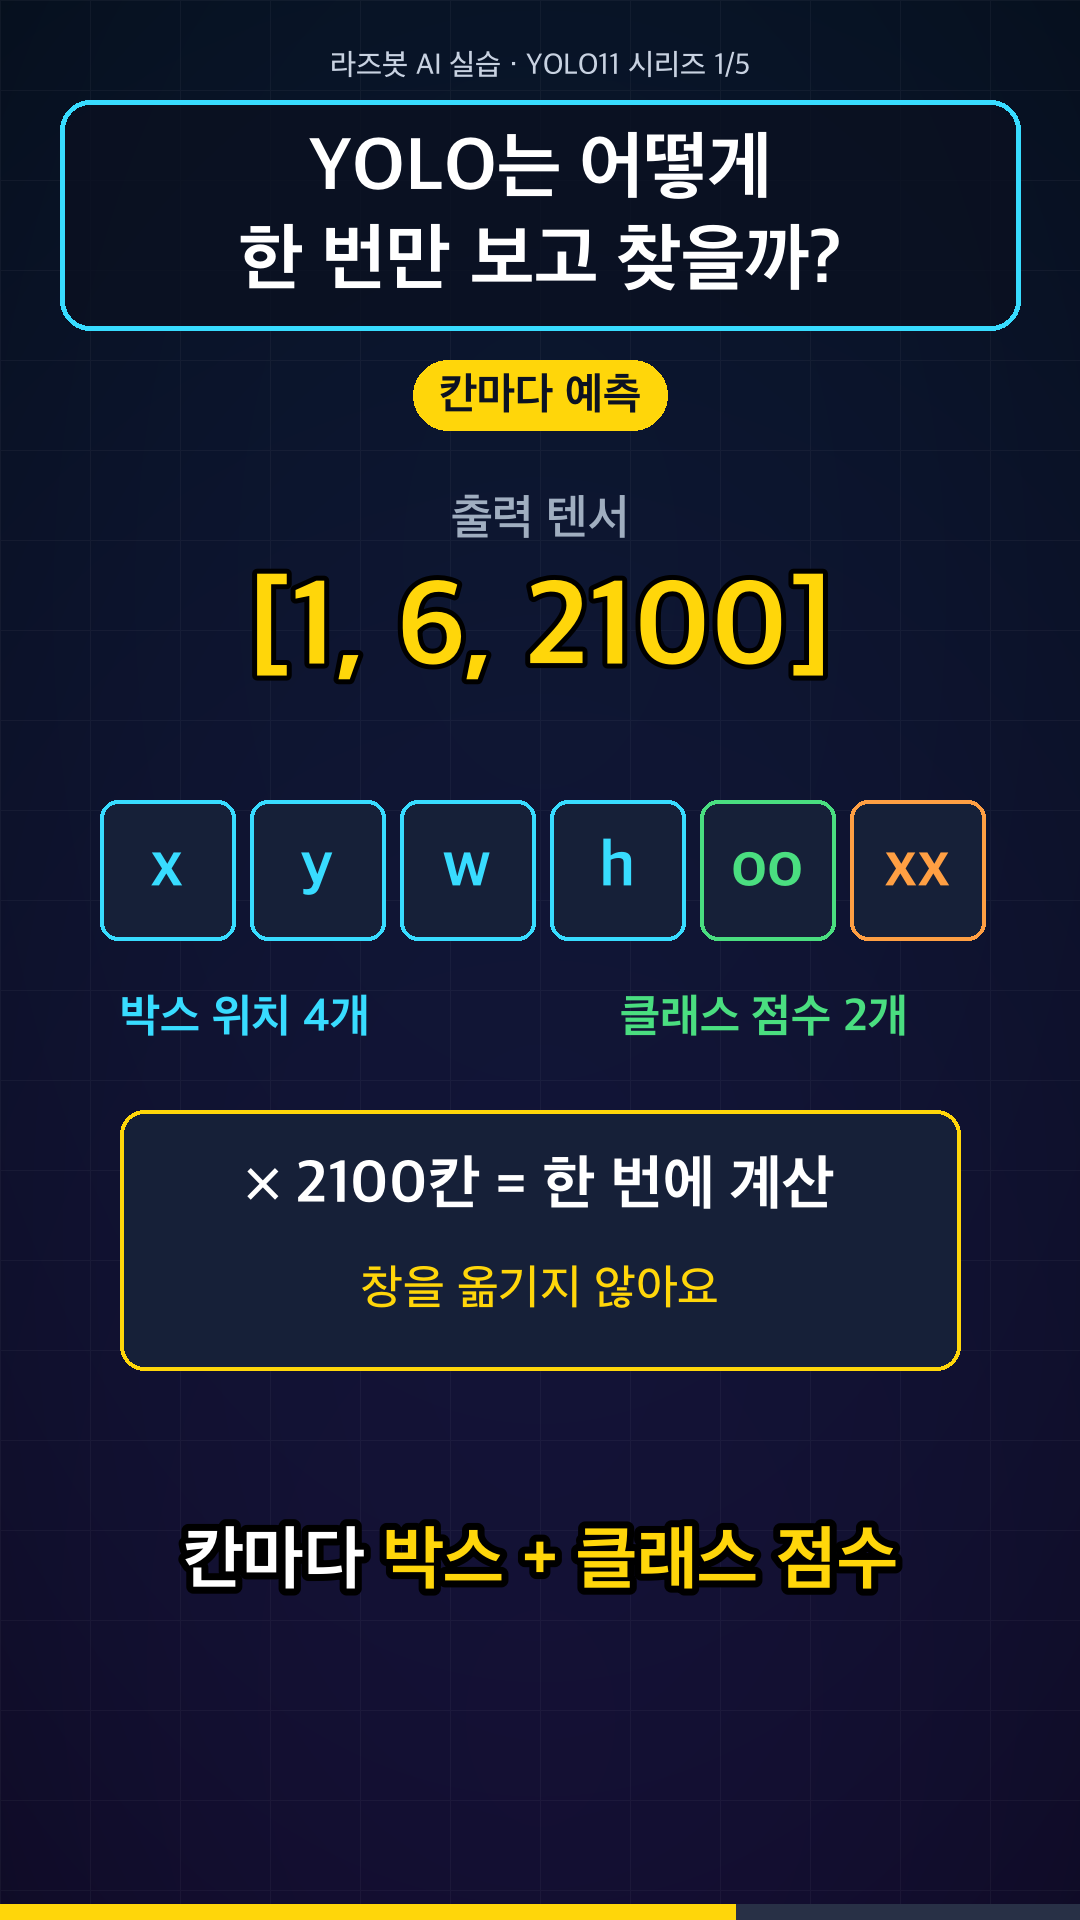 라즈봇 AI 실습 · YOLO11 시리즈 1/5
YOLO는 어떻게
한 번만 보고 찾을까?
칸마다 예측
출력 텐서
[1, 6, 2100]
x y w h oo xx
박스 위치 4개 클래스 점수 2개
× 2100칸 = 한 번에 계산
창을 옮기지 않아요
칸마다 박스 + 클래스 점수